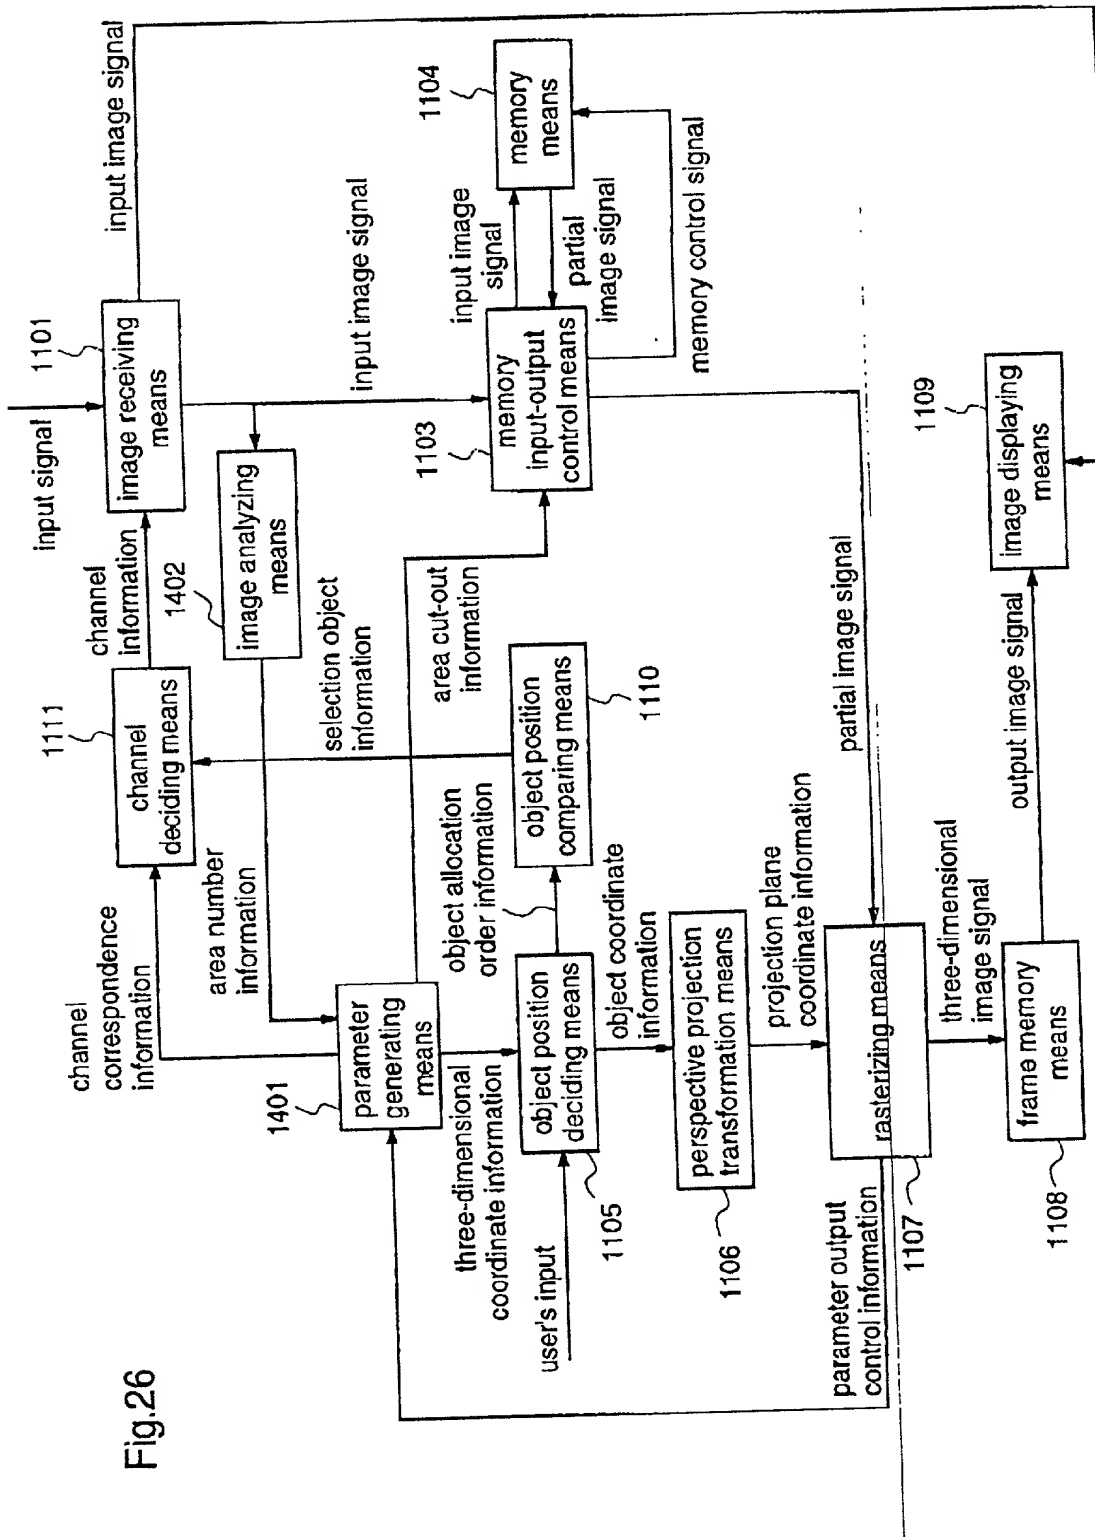 Fig.26
input signal
1101
image receiving
means
input image signal
channel
information
1111
channel
deciding means
1402
image analyzing
means
input image signal
channel
correspondence
information
area number
information
selection object
information
1401
parameter
generating
means
area cut-out
information
1103
memory
input-output
control means
input image
signal
partial
image signal
1104
memory
means
memory control signal
three-dimensional
coordinate information
object allocation
order information
user's input
object position
deciding means
1105
object position
comparing means
1110
object coordinate
information
perspective projection
transformation means
1106
projection plane
coordinate information
partial image signal
parameter output
control information
rasterizing means
1107
three-dimensional
image signal
frame memory
means
1108
output image signal
image displaying
means
1109